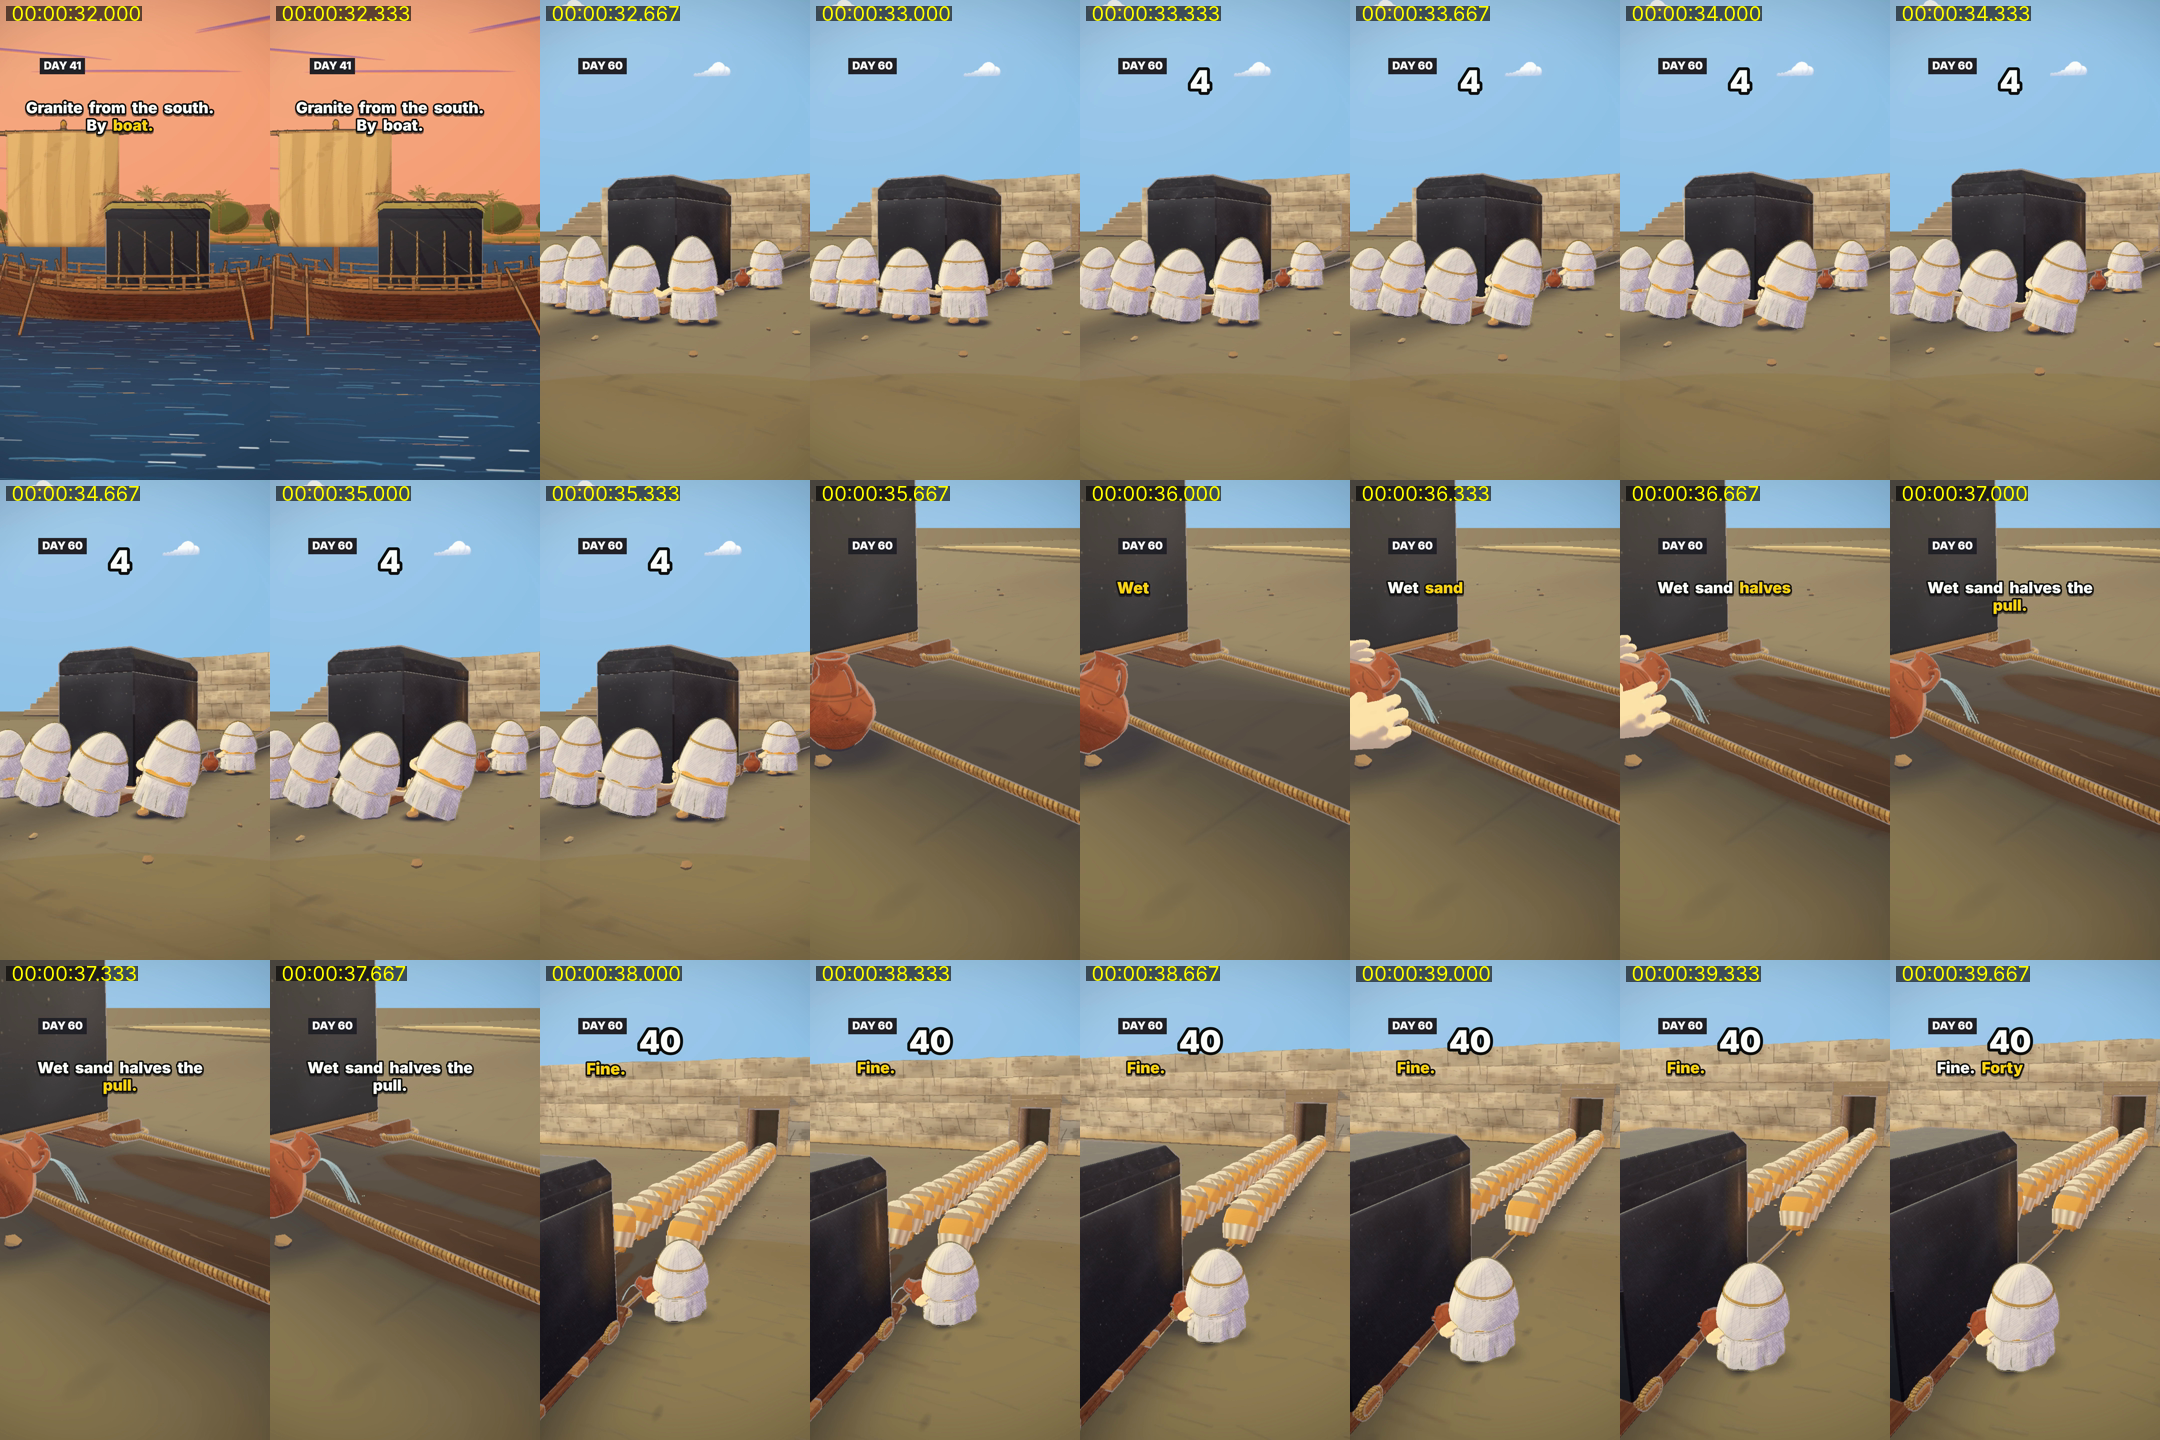 00:00:32.000
DAY 41
Granite from the south.
By boat.
00:00:32.333
DAY 41
Granite from the south.
By boat.
00:00:32.667
DAY 60
00:00:33.000
DAY 60
00:00:33.333
DAY 60
4
00:00:33.667
DAY 60
4
00:00:34.000
DAY 60
4
00:00:34.333
DAY 60
4
00:00:34.667
DAY 60
4
00:00:35.000
DAY 60
4
00:00:35.333
DAY 60
4
00:00:35.667
DAY 60
00:00:36.000
DAY 60
Wet
00:00:36.333
DAY 60
Wet sand
00:00:36.667
DAY 60
Wet sand halves
00:00:37.000
DAY 60
Wet sand halves the
pull.
00:00:37.333
DAY 60
Wet sand halves the
pull.
00:00:37.667
DAY 60
Wet sand halves the
pull.
00:00:38.000
DAY 60
40
Fine.
00:00:38.333
DAY 60
40
Fine.
00:00:38.667
DAY 60
40
Fine.
00:00:39.000
DAY 60
40
Fine.
00:00:39.333
DAY 60
40
Fine.
00:00:39.667
DAY 60
40
Fine. Forty